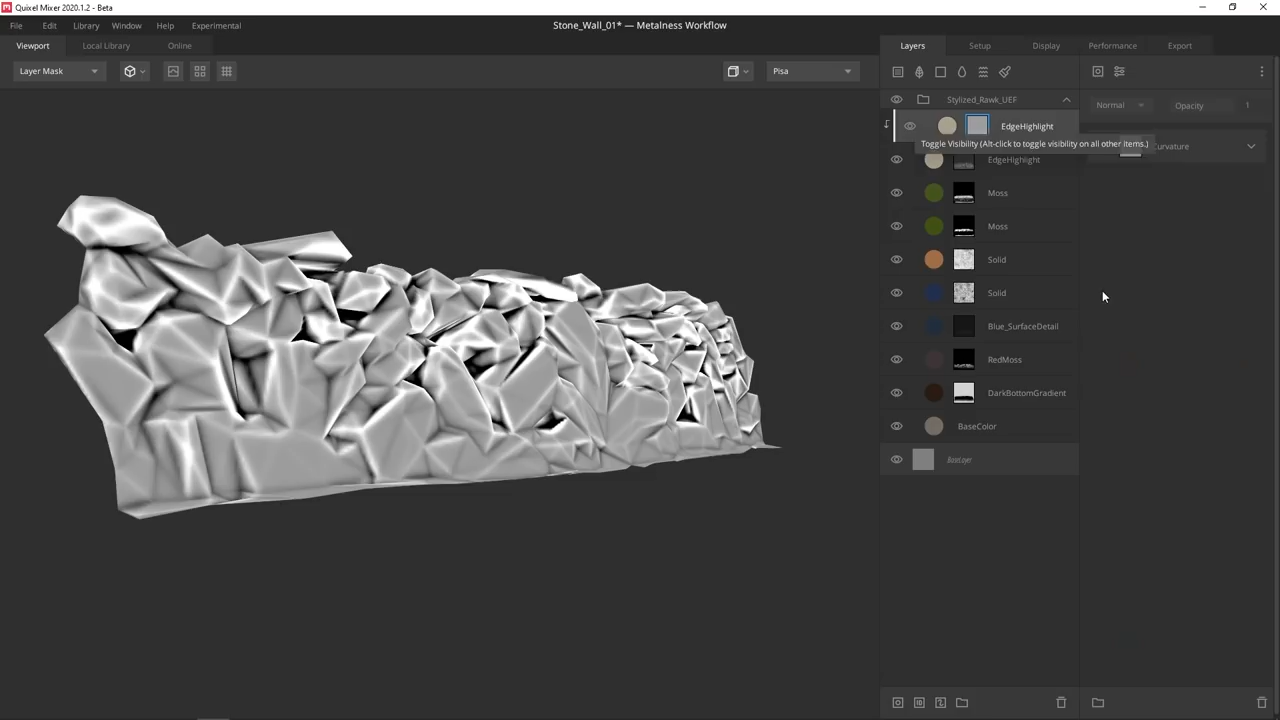 Quixel Mixer 2020.1.2 - Beta
File Edit Library Window Help Experimental
Stone_Wall_01* — Metalness Workflow
Viewport Local Library Online
Layers Setup Display Performance Export
Layer Mask
Pisa
Stylized_Rawk_UEF
Normal Opacity 1
EdgeHighlight
Toggle Visibility (Alt-click to toggle visibility on all other items.)
Curvature
EdgeHighlight
Moss
Moss
Solid
Solid
Blue_SurfaceDetail
RedMoss
DarkBottomGradient
BaseColor
BaseLayer